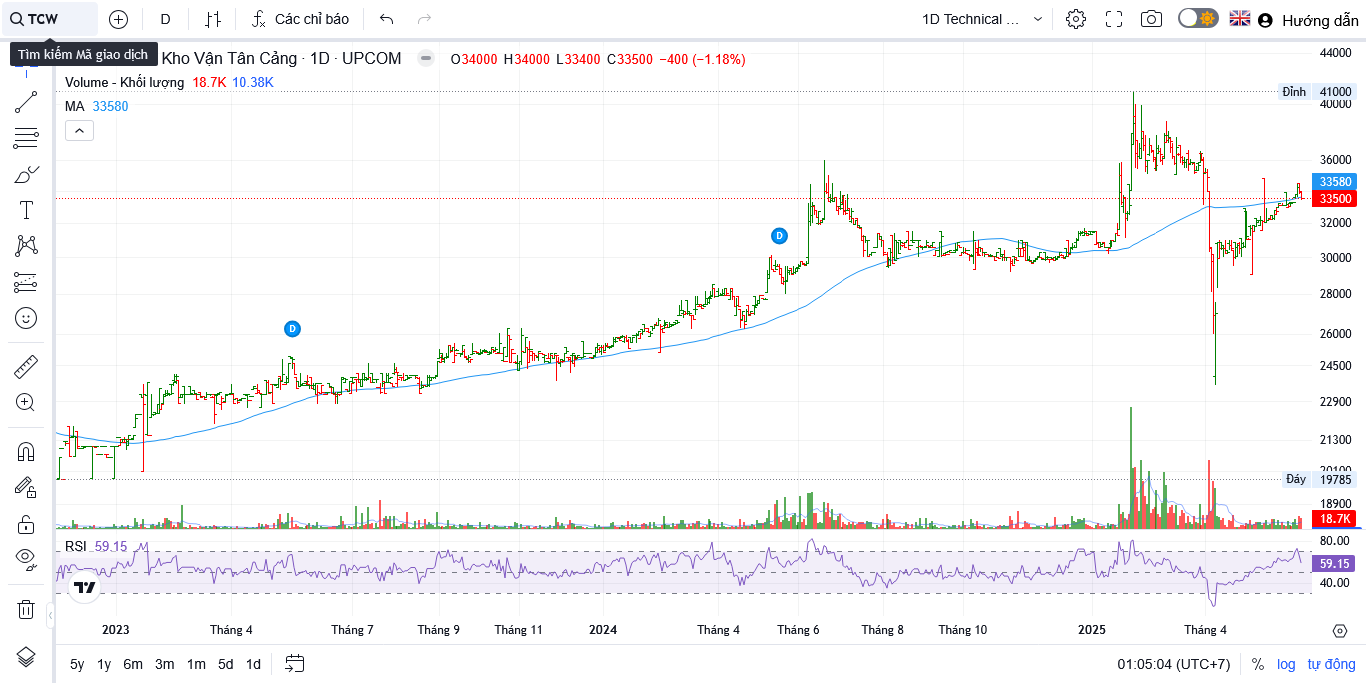 TCW
D
Các chỉ báo
1D Technical ...
Hướng dẫn
Tìm kiếm Mã giao dịch
Kho Vận Tân Cảng · 1D · UPCOM
O34000 H34000 L33400 C33500 −400 (−1.18%)
Volume - Khối lượng 18.7K 10.38K
MA 33580
44000
Đỉnh 41000
40000
36000
33580
33500
32000
30000
28000
26000
24500
22900
21300
20100
Đáy 19785
18900
18.7K
D
D
RSI 59.15
80.00
59.15
40.00
2023 Tháng 4 Tháng 7 Tháng 9 Tháng 11 2024 Tháng 4 Tháng 6 Tháng 8 Tháng 10 2025 Tháng 4
5y 1y 6m 3m 1m 5d 1d
01:05:04 (UTC+7) % log tự động